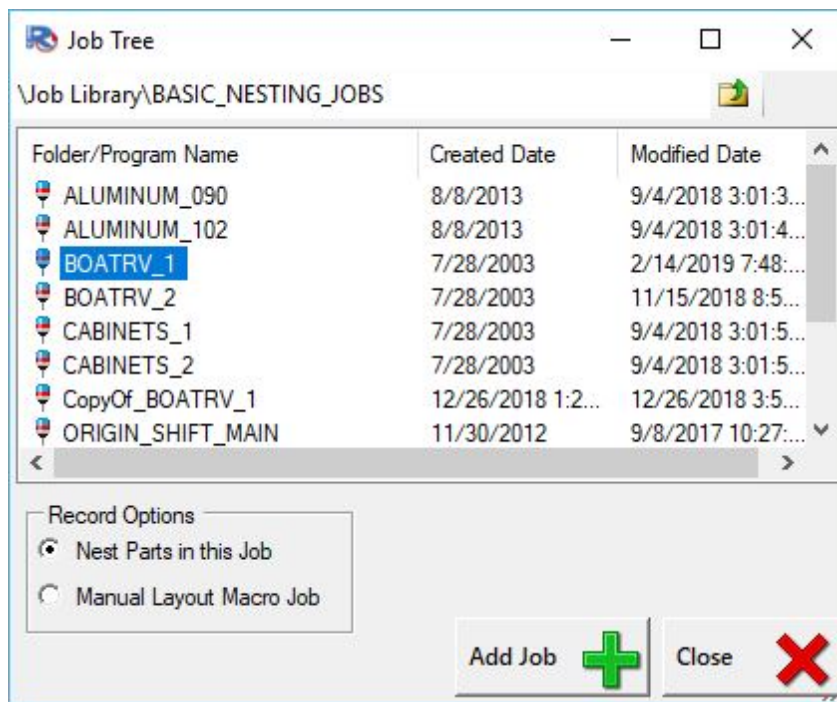 Job Tree
\Job Library\BASIC_NESTING_JOBS
Folder/Program Name Created Date Modified Date
ALUMINUM_090 8/8/2013 9/4/2018 3:01:3...
ALUMINUM_102 8/8/2013 9/4/2018 3:01:4...
BOATRV_1 7/28/2003 2/14/2019 7:48:...
BOATRV_2 7/28/2003 11/15/2018 8:5...
CABINETS_1 7/28/2003 9/4/2018 3:01:5...
CABINETS_2 7/28/2003 9/4/2018 3:01:5...
CopyOf_BOATRV_1 12/26/2018 1:2... 12/26/2018 3:5...
ORIGIN_SHIFT_MAIN 11/30/2012 9/8/2017 10:27:...
Record Options
Nest Parts in this Job
Manual Layout Macro Job
Add Job Close